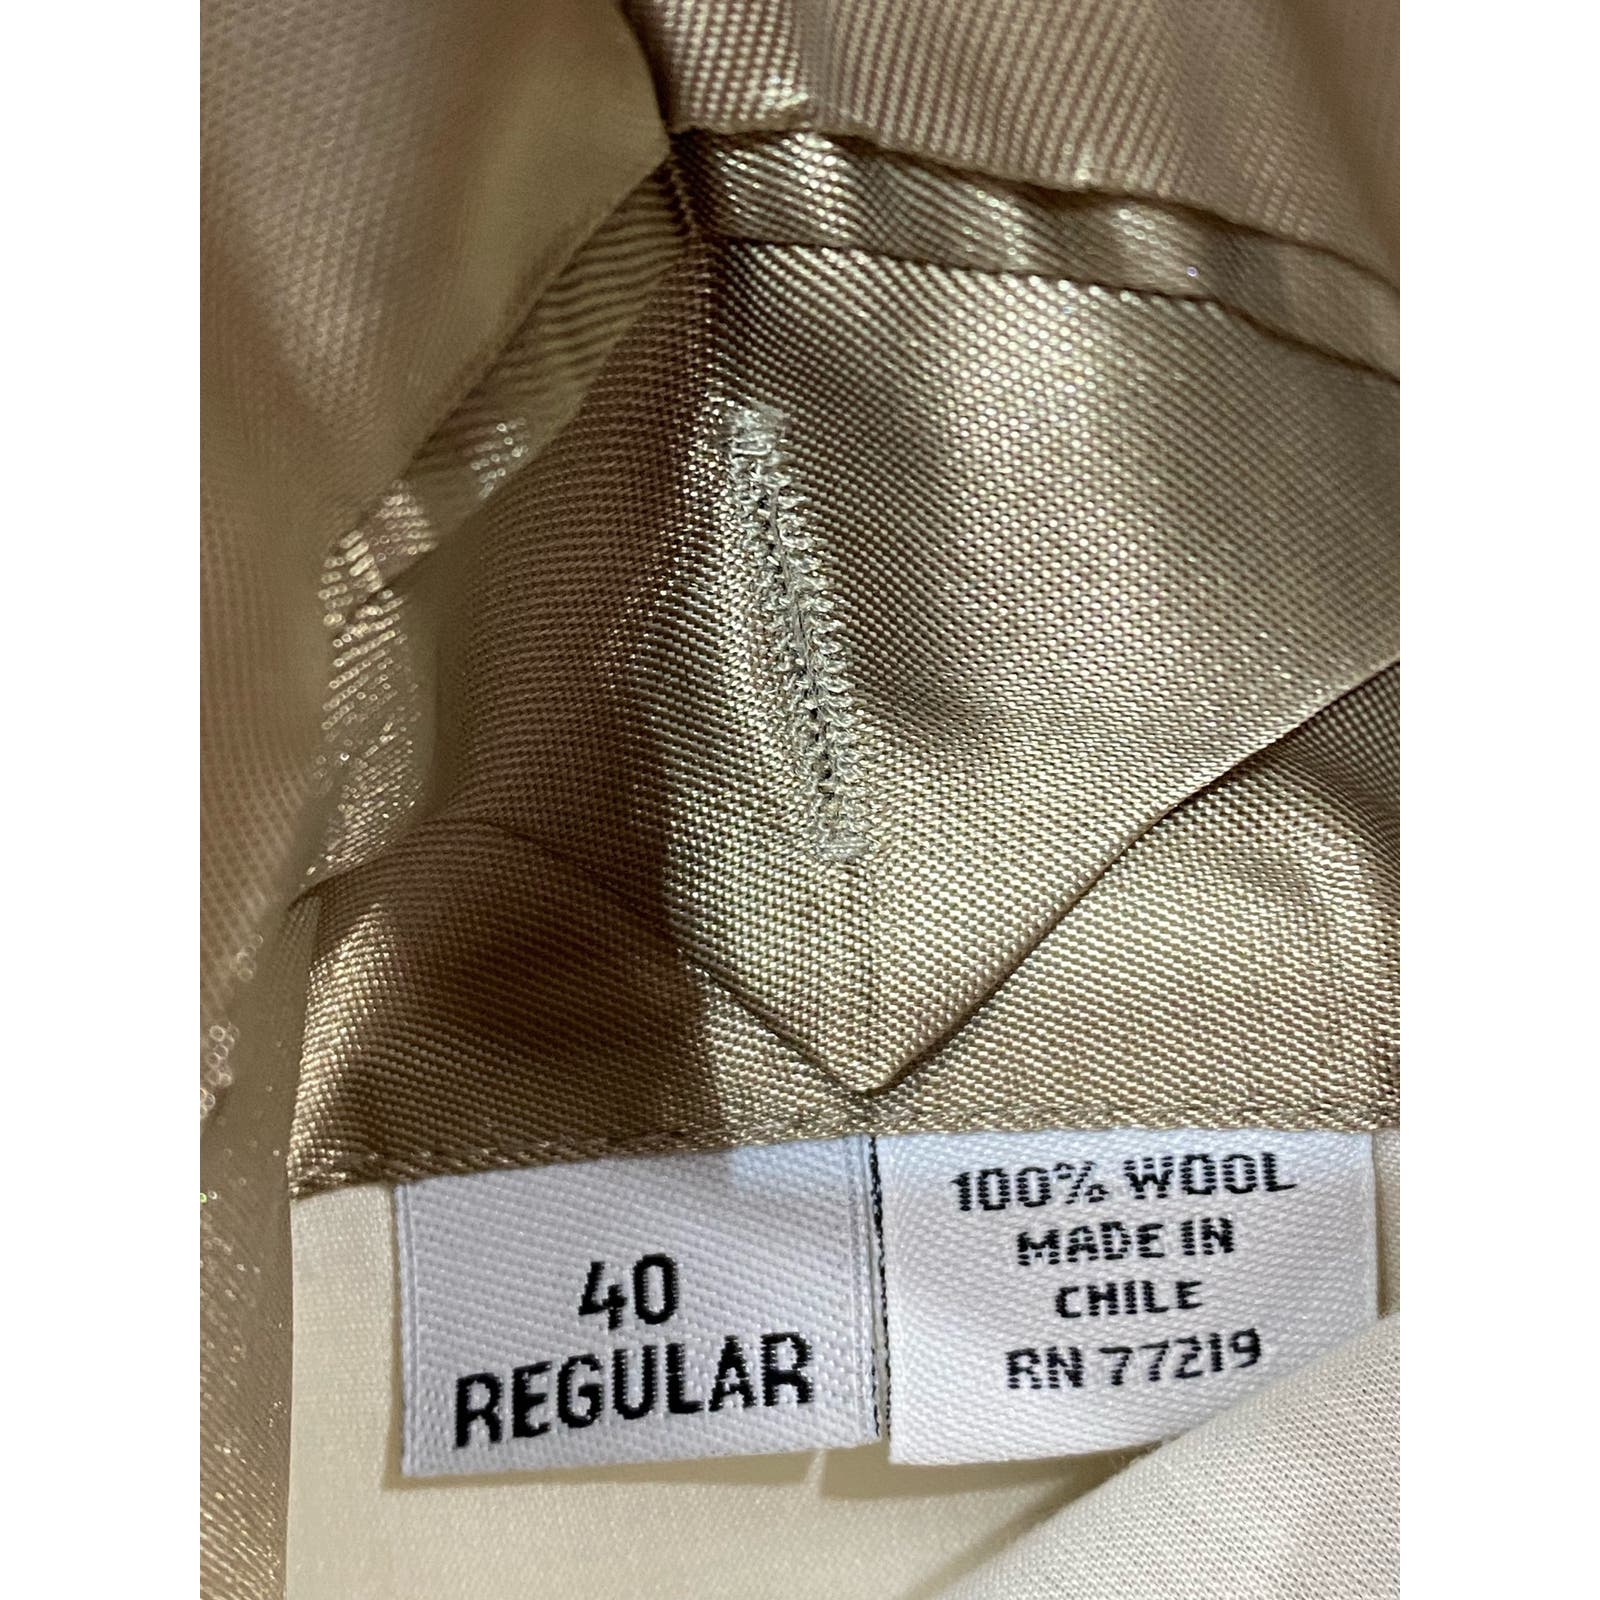 40
REGULAR
100% WOOL
MADE IN
CHILE
RN 77219